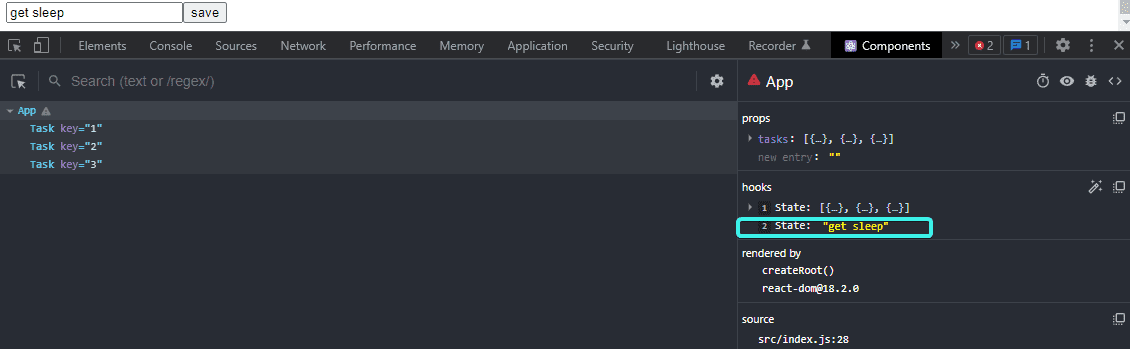 get sleep save
Elements Console Sources Network Performance Memory Application Security Lighthouse Recorder Components » 2 1
Search (text or /regex/)
App
Task key="1"
Task key="2"
Task key="3"
App
props
tasks: [{…}, {…}, {…}]
new entry: ""
hooks
1 State: [{…}, {…}, {…}]
2 State: "get sleep"
rendered by
createRoot()
react-dom@18.2.0
source
src/index.js:28